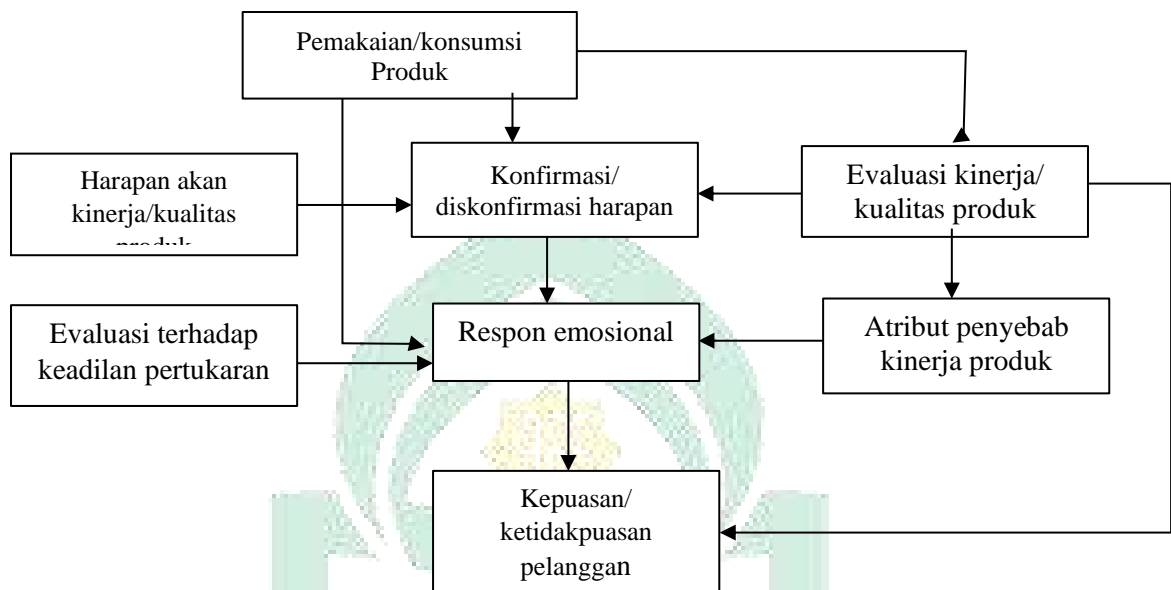 Pemakaian/konsumsi
Produk
Harapan akan
kinerja/kualitas
produk
Konfirmasi/
diskonfirmasi harapan
Evaluasi kinerja/
kualitas produk
Evaluasi terhadap
keadilan pertukaran
Respon emosional
Atribut penyebab
kinerja produk
Kepuasan/
ketidakpuasan
pelanggan